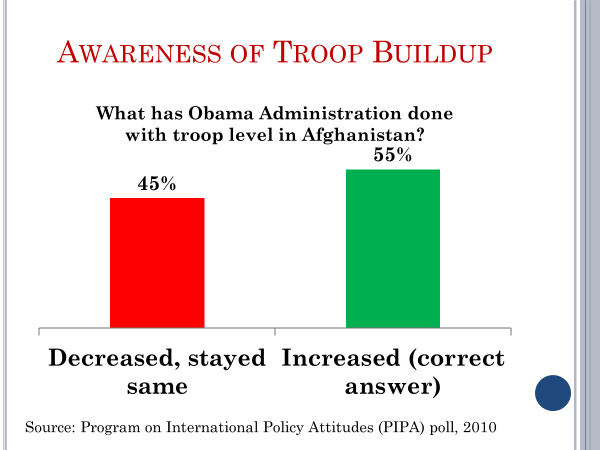 AWARENESS OF TROOP BUILDUP
What has Obama Administration done
with troop level in Afghanistan?
55%
45%
Decreased, stayed same
Increased (correct answer)
Source: Program on International Policy Attitudes (PIPA) poll, 2010